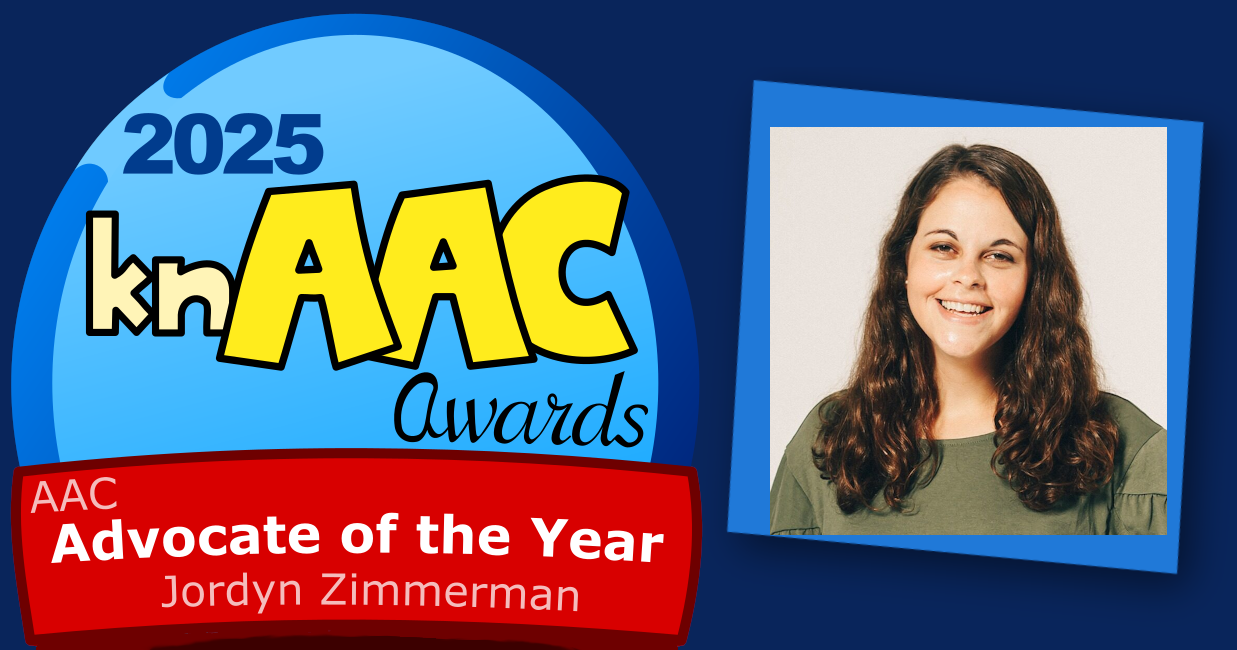 2025
knAAC
Awards
AAC
Advocate of the Year
Jordyn Zimmerman